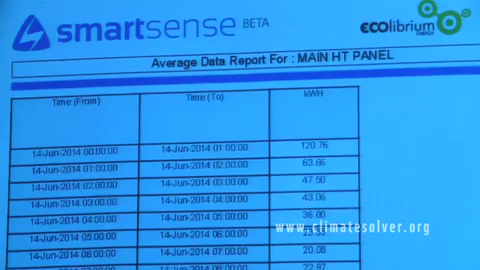 smartsense BETA
ecolibrium
ENERGY
Average Data Report For : MAIN HT PANEL
Time (From) Time (To) kWH
14-Jun-2014 00:00:00 14-Jun-2014 01:00:00 120.76
14-Jun-2014 01:00:00 14-Jun-2014 02:00:00 63.66
14-Jun-2014 02:00:00 14-Jun-2014 03:00:00 47.50
14-Jun-2014 03:00:00 14-Jun-2014 04:00:00 43.06
14-Jun-2014 04:00:00 14-Jun-2014 05:00:00 36.80
www.climatesolver.org
14-Jun-2014 05:00:00 14-Jun-2014 06:00:00
14-Jun-2014 06:00:00 14-Jun-2014 07:00:00 20.08
22.97